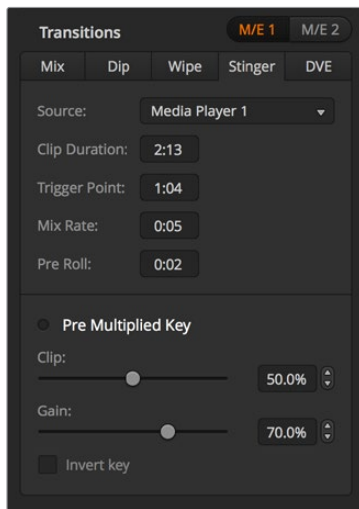 Transitions M/E 1 M/E 2
Mix Dip Wipe Stinger DVE
Source: Media Player 1
Clip Duration: 2:13
Trigger Point: 1:04
Mix Rate: 0:05
Pre Roll: 0:02
Pre Multiplied Key
Clip:
50.0%
Gain:
70.0%
Invert key